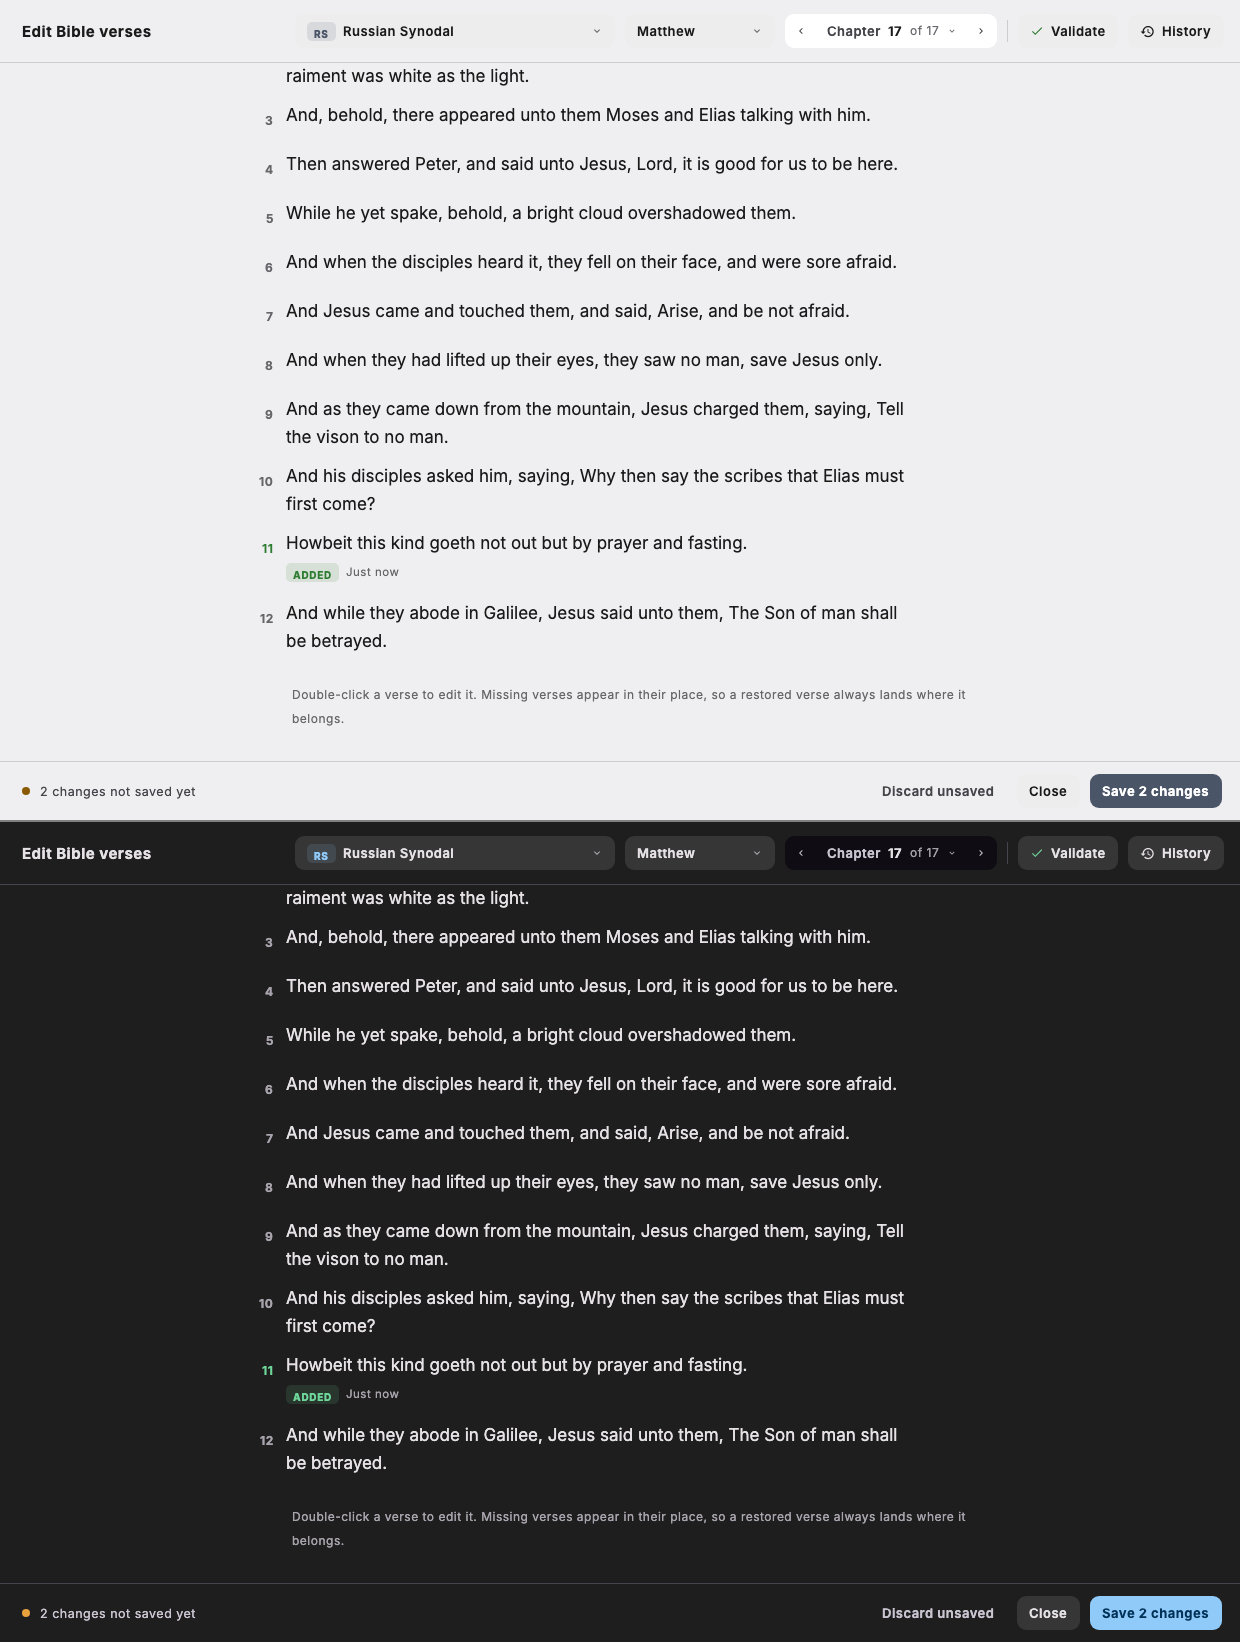 Edit Bible verses
RS Russian Synodal
Matthew
Chapter 17 of 17
Validate
History
raiment was white as the light.
3 And, behold, there appeared unto them Moses and Elias talking with him.
4 Then answered Peter, and said unto Jesus, Lord, it is good for us to be here.
5 While he yet spake, behold, a bright cloud overshadowed them.
6 And when the disciples heard it, they fell on their face, and were sore afraid.
7 And Jesus came and touched them, and said, Arise, and be not afraid.
8 And when they had lifted up their eyes, they saw no man, save Jesus only.
9 And as they came down from the mountain, Jesus charged them, saying, Tell
the vison to no man.
10 And his disciples asked him, saying, Why then say the scribes that Elias must
first come?
11 Howbeit this kind goeth not out but by prayer and fasting.
ADDED Just now
12 And while they abode in Galilee, Jesus said unto them, The Son of man shall
be betrayed.
Double-click a verse to edit it. Missing verses appear in their place, so a restored verse always lands where it
belongs.
2 changes not saved yet
Discard unsaved
Close
Save 2 changes
Edit Bible verses
RS Russian Synodal
Matthew
Chapter 17 of 17
Validate
History
raiment was white as the light.
3 And, behold, there appeared unto them Moses and Elias talking with him.
4 Then answered Peter, and said unto Jesus, Lord, it is good for us to be here.
5 While he yet spake, behold, a bright cloud overshadowed them.
6 And when the disciples heard it, they fell on their face, and were sore afraid.
7 And Jesus came and touched them, and said, Arise, and be not afraid.
8 And when they had lifted up their eyes, they saw no man, save Jesus only.
9 And as they came down from the mountain, Jesus charged them, saying, Tell
the vison to no man.
10 And his disciples asked him, saying, Why then say the scribes that Elias must
first come?
11 Howbeit this kind goeth not out but by prayer and fasting.
ADDED Just now
12 And while they abode in Galilee, Jesus said unto them, The Son of man shall
be betrayed.
Double-click a verse to edit it. Missing verses appear in their place, so a restored verse always lands where it
belongs.
2 changes not saved yet
Discard unsaved
Close
Save 2 changes